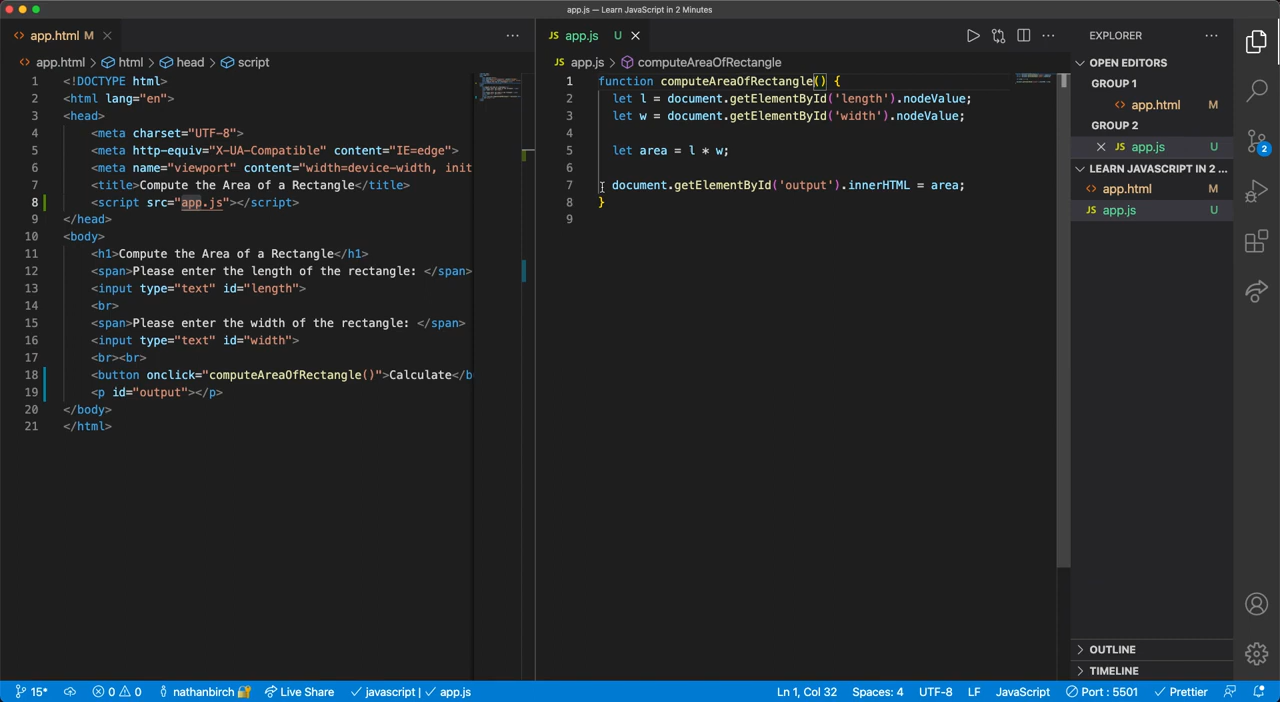 app.js — Learn JavaScript in 2 Minutes
<> app.html M
app.html > html > head > script
1 <!DOCTYPE html>
2 <html lang="en">
3 <head>
4 <meta charset="UTF-8">
5 <meta http-equiv="X-UA-Compatible" content="IE=edge">
6 <meta name="viewport" content="width=device-width, init
7 <title>Compute the Area of a Rectangle</title>
8 <script src="app.js"></script>
9 </head>
10 <body>
11 <h1>Compute the Area of a Rectangle</h1>
12 <span>Please enter the length of the rectangle: </span>
13 <input type="text" id="length">
14 <br>
15 <span>Please enter the width of the rectangle: </span>
16 <input type="text" id="width">
17 <br><br>
18 <button onclick="computeAreaOfRectangle()">Calculate</b
19 <p id="output"></p>
20 </body>
21 </html>
JS app.js U
JS app.js > computeAreaOfRectangle
1 function computeAreaOfRectangle() {
2 let l = document.getElementById('length').nodeValue;
3 let w = document.getElementById('width').nodeValue;
4
5 let area = l * w;
6
7 document.getElementById('output').innerHTML = area;
8 }
9
EXPLORER
OPEN EDITORS
GROUP 1
<> app.html M
GROUP 2
JS app.js U
LEARN JAVASCRIPT IN 2 ...
<> app.html M
JS app.js U
OUTLINE
TIMELINE
2
15* 0 0 nathanbirch Live Share javascript | app.js Ln 1, Col 32 Spaces: 4 UTF-8 LF JavaScript Port : 5501 Prettier